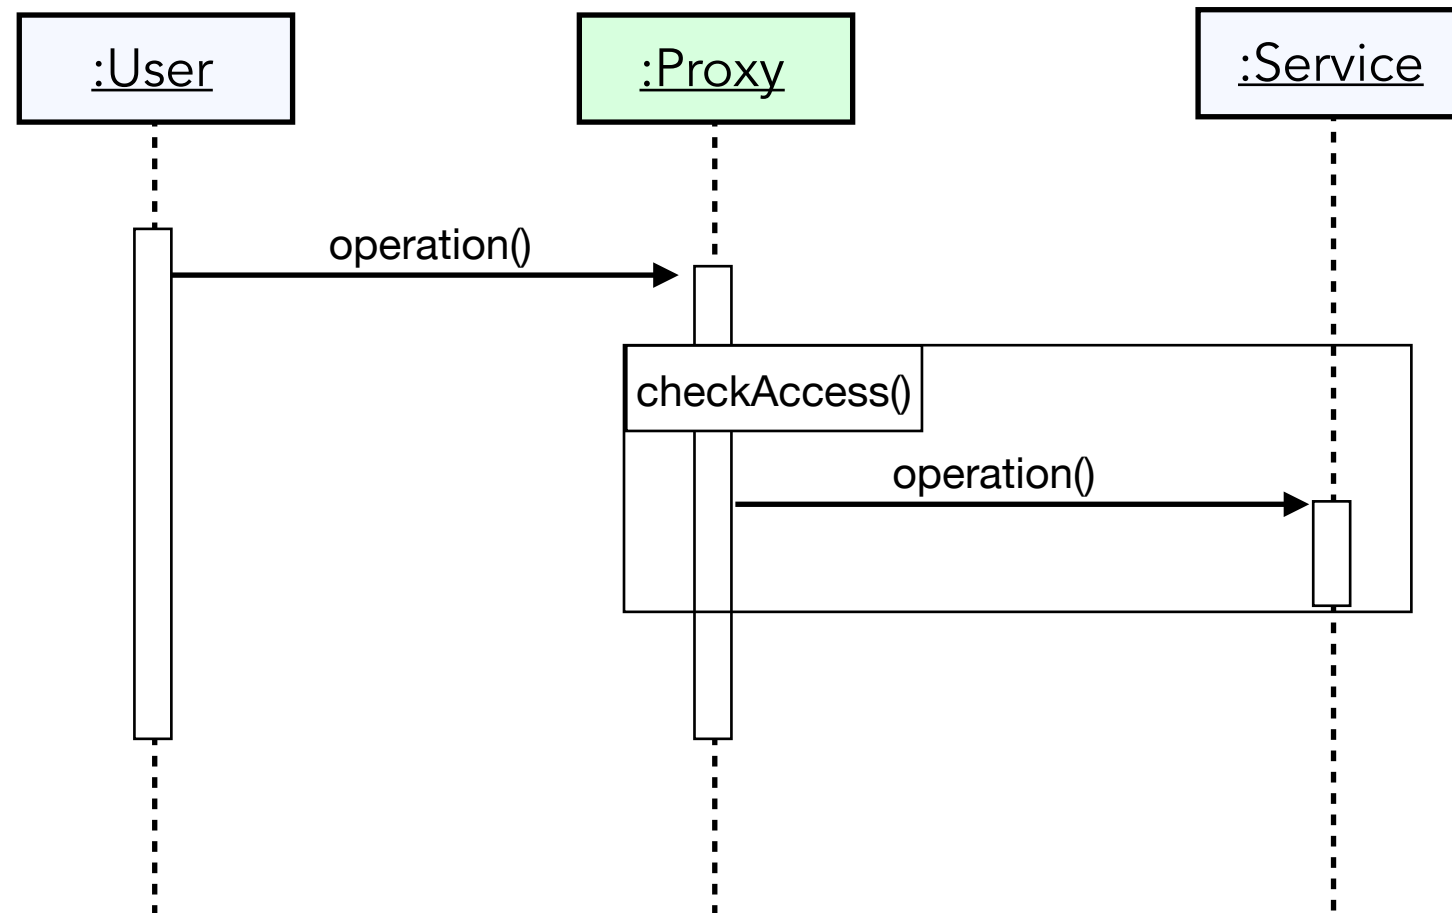 :User
:Proxy
:Service
operation()
checkAccess()
operation()